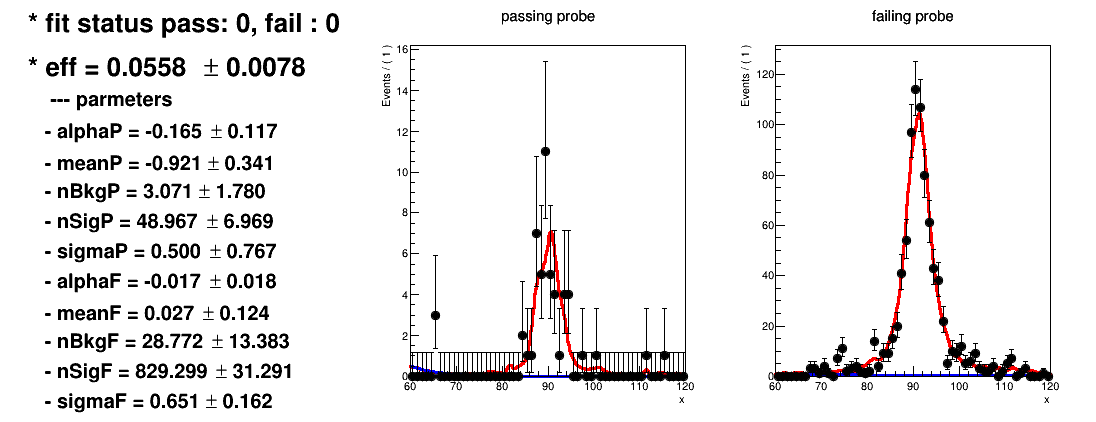 * fit status pass: 0, fail : 0
* eff = 0.0558 ± 0.0078
--- parmeters
- alphaP = -0.165 ± 0.117
- meanP = -0.921 ± 0.341
- nBkgP = 3.071 ± 1.780
- nSigP = 48.967 ± 6.969
- sigmaP = 0.500 ± 0.767
- alphaF = -0.017 ± 0.018
- meanF = 0.027 ± 0.124
- nBkgF = 28.772 ± 13.383
- nSigF = 829.299 ± 31.291
- sigmaF = 0.651 ± 0.162
passing probe
Events / ( 1 )
16
14
12
10
8
6
4
2
0
60 70 80 90 100 110 120
x
failing probe
Events / ( 1 )
120
100
80
60
40
20
0
60 70 80 90 100 110 120
x